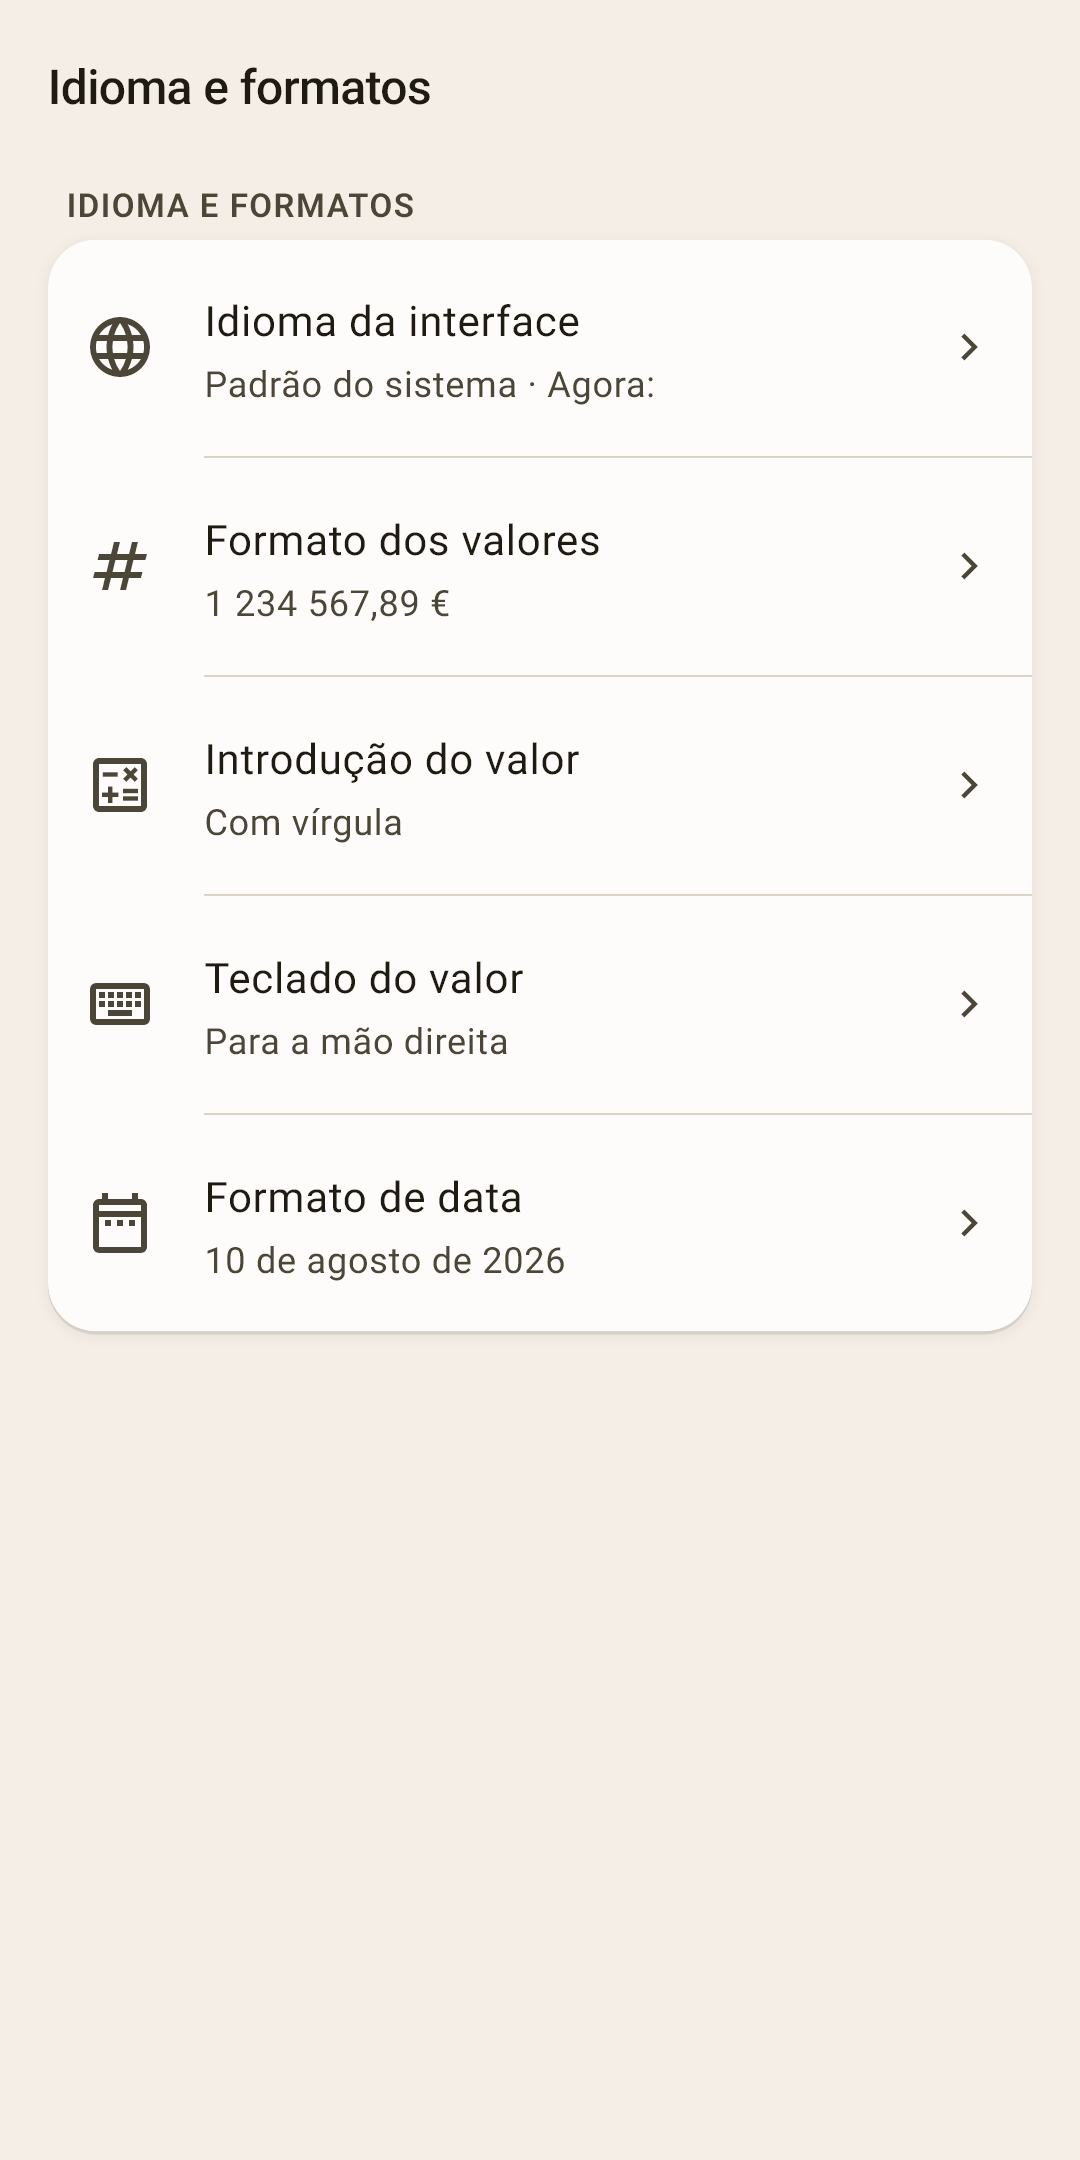 Idioma e formatos
IDIOMA E FORMATOS
Idioma da interface
Padrão do sistema · Agora:
Formato dos valores
1 234 567,89 €
Introdução do valor
Com vírgula
Teclado do valor
Para a mão direita
Formato de data
10 de agosto de 2026